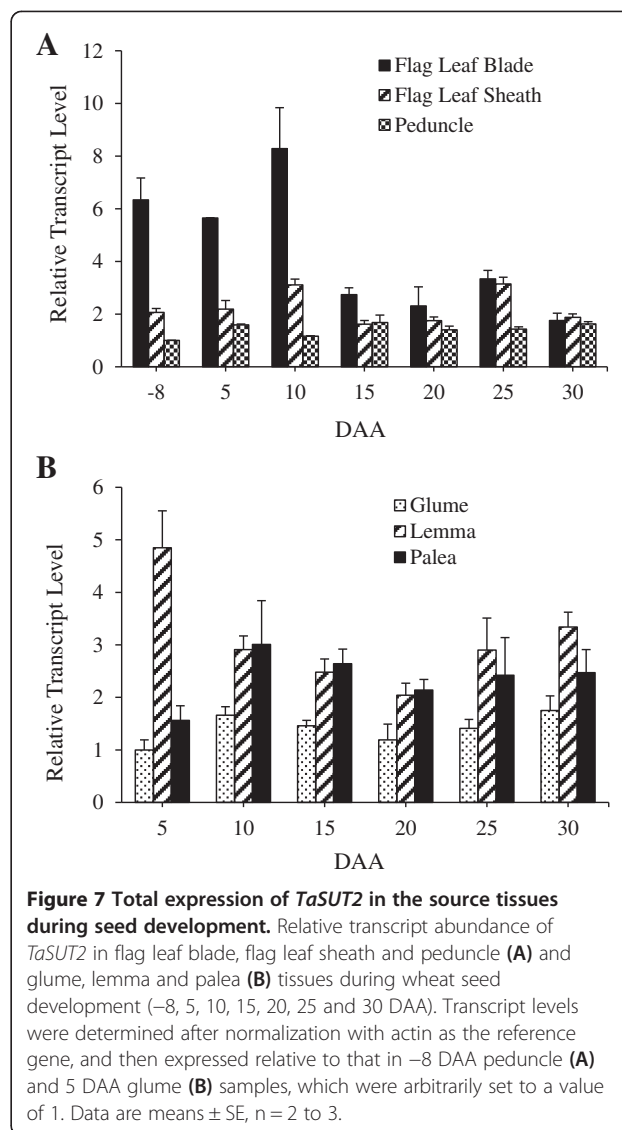 A
Relative Transcript Level
12
10
8
6
4
2
0
Flag Leaf Blade
Flag Leaf Sheath
Peduncle
-8 5 10 15 20 25 30
DAA
B
Relative Transcript Level
6
5
4
3
2
1
0
Glume
Lemma
Palea
5 10 15 20 25 30
DAA
Figure 7 Total expression of TaSUT2 in the source tissues
during seed development. Relative transcript abundance of
TaSUT2 in flag leaf blade, flag leaf sheath and peduncle (A) and
glume, lemma and palea (B) tissues during wheat seed
development (−8, 5, 10, 15, 20, 25 and 30 DAA). Transcript levels
were determined after normalization with actin as the reference
gene, and then expressed relative to that in −8 DAA peduncle (A)
and 5 DAA glume (B) samples, which were arbitrarily set to a value
of 1. Data are means ± SE, n = 2 to 3.